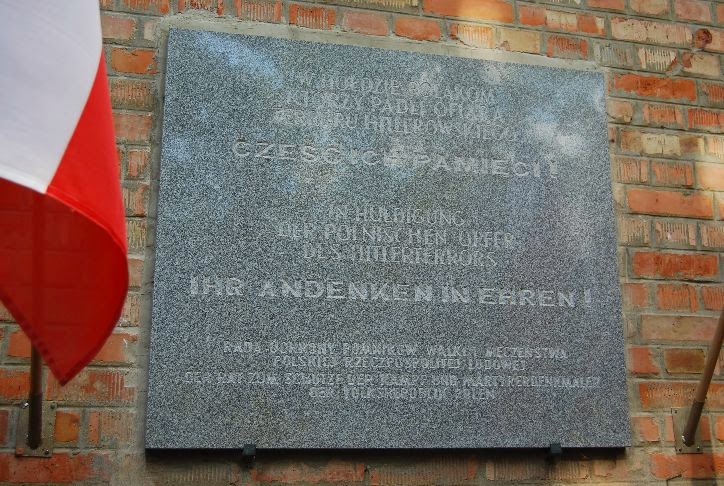 W HOŁDZIE POLAKOM
KTÓRZY PADLI OFIARĄ
TERRORU HITLEROWSKIEGO
CZEŚĆ ICH PAMIĘCI !
IN HULDIGUNG
DER POLNISCHEN OPFER
DES HITLERTERRORS
IHR ANDENKEN IN EHREN !
RADA OCHRONY POMNIKÓW WALKI I MĘCZEŃSTWA
POLSKIEJ RZECZPOSPOLITEJ LUDOWEJ
DER RAT ZUM SCHUTZE DER KAMPF UND MARTYRERDENKMALER
DER VOLKSREPUBLIK POLEN